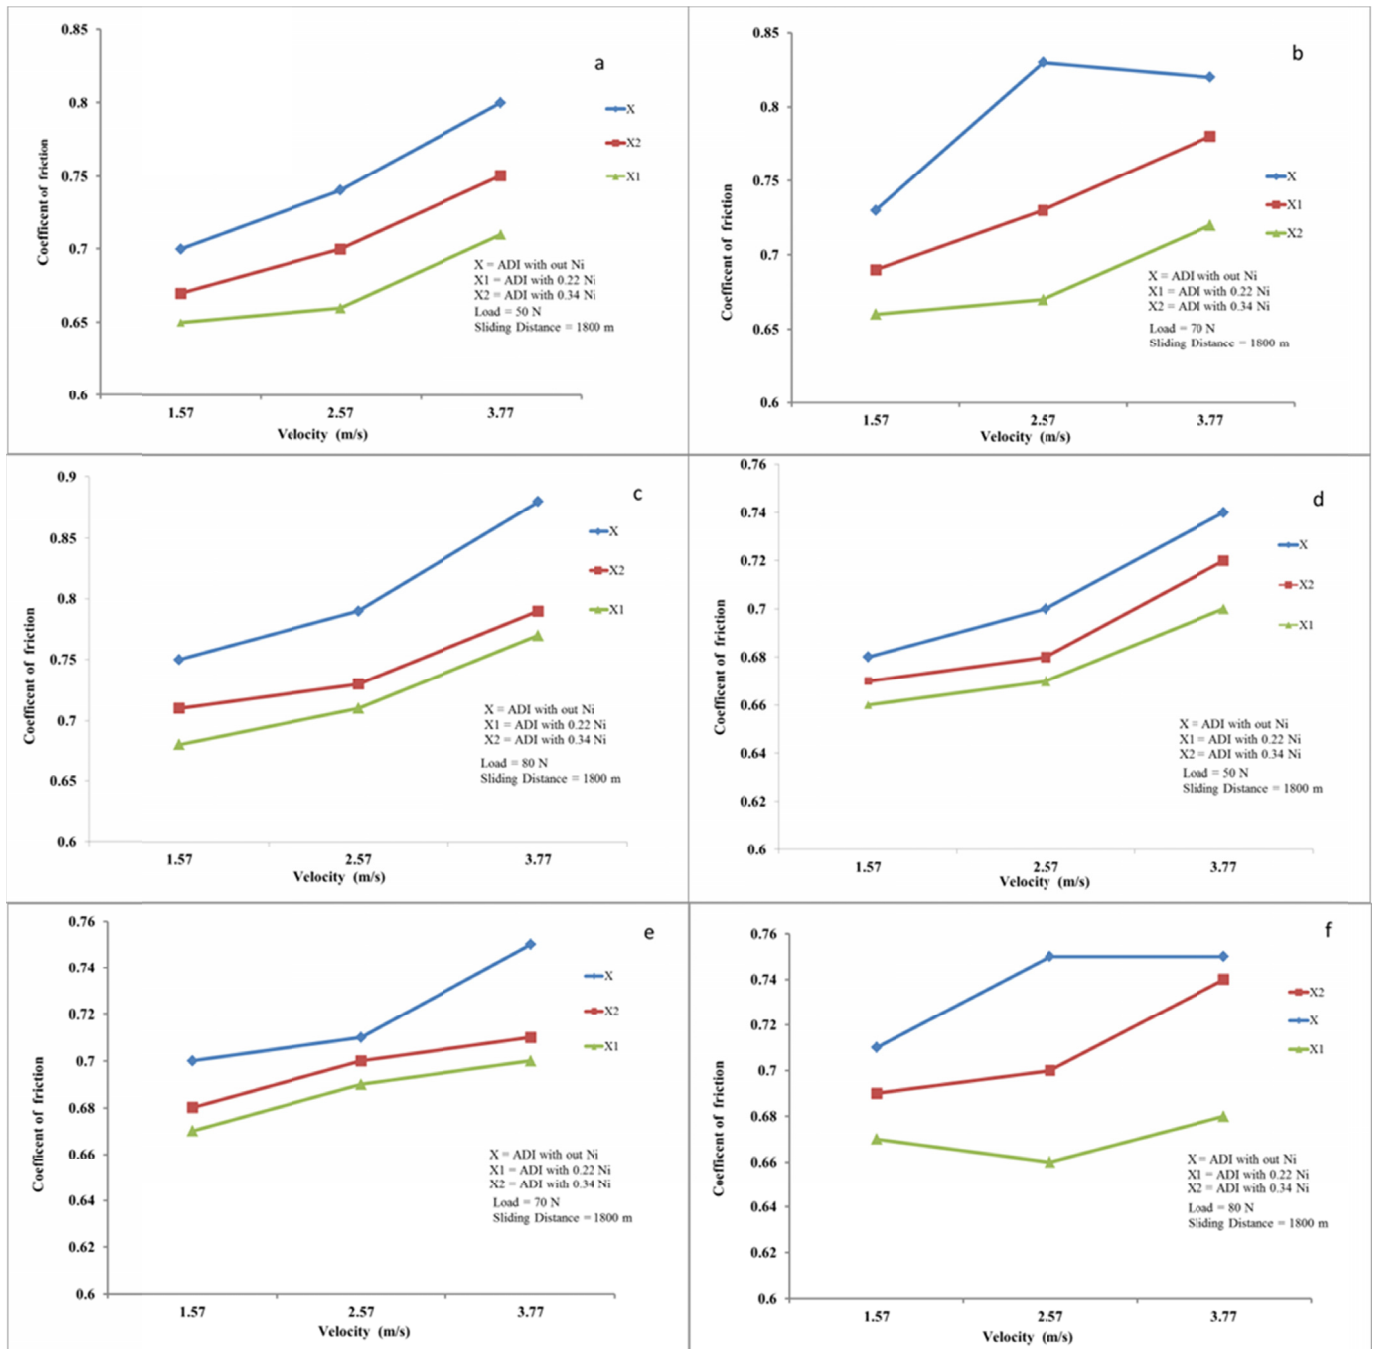 a
0.85
0.8
0.75
0.7
0.65
0.6
Coefficent of friction
1.57 2.57 3.77
Velocity (m/s)
X
X2
X1
X = ADI with out Ni
X1 = ADI with 0.22 Ni
X2 = ADI with 0.34 Ni
Load = 50 N
Sliding Distance = 1800 m
b
0.85
0.8
0.75
0.7
0.65
0.6
Coefficent of friction
1.57 2.57 3.77
Velocity (m/s)
X
X1
X2
X = ADI with out Ni
X1 = ADI with 0.22 Ni
X2 = ADI with 0.34 Ni
Load = 70 N
Sliding Distance = 1800 m
c
0.9
0.85
0.8
0.75
0.7
0.65
0.6
Coefficent of friction
1.57 2.57 3.77
Velocity (m/s)
X
X2
X1
X = ADI with out Ni
X1 = ADI with 0.22 Ni
X2 = ADI with 0.34 Ni
Load = 80 N
Sliding Distance = 1800 m
d
0.76
0.74
0.72
0.7
0.68
0.66
0.64
0.62
0.6
Coefficent of friction
1.57 2.57 3.77
Velocity (m/s)
X
X2
X1
X = ADI with out Ni
X1 = ADI with 0.22 Ni
X2 = ADI with 0.34 Ni
Load = 50 N
Sliding Distance = 1800 m
e
0.76
0.74
0.72
0.7
0.68
0.66
0.64
0.62
0.6
Coefficent of friction
1.57 2.57 3.77
Velocity (m/s)
X
X2
X1
X = ADI with out Ni
X1 = ADI with 0.22 Ni
X2 = ADI with 0.34 Ni
Load = 70 N
Sliding Distance = 1800 m
f
0.76
0.74
0.72
0.7
0.68
0.66
0.64
0.62
0.6
Coefficent of friction
1.57 2.57 3.77
Velocity (m/s)
X2
X
X1
X = ADI with out Ni
X1 = ADI with 0.22 Ni
X2 = ADI with 0.34 Ni
Load = 80 N
Sliding Distance = 1800 m